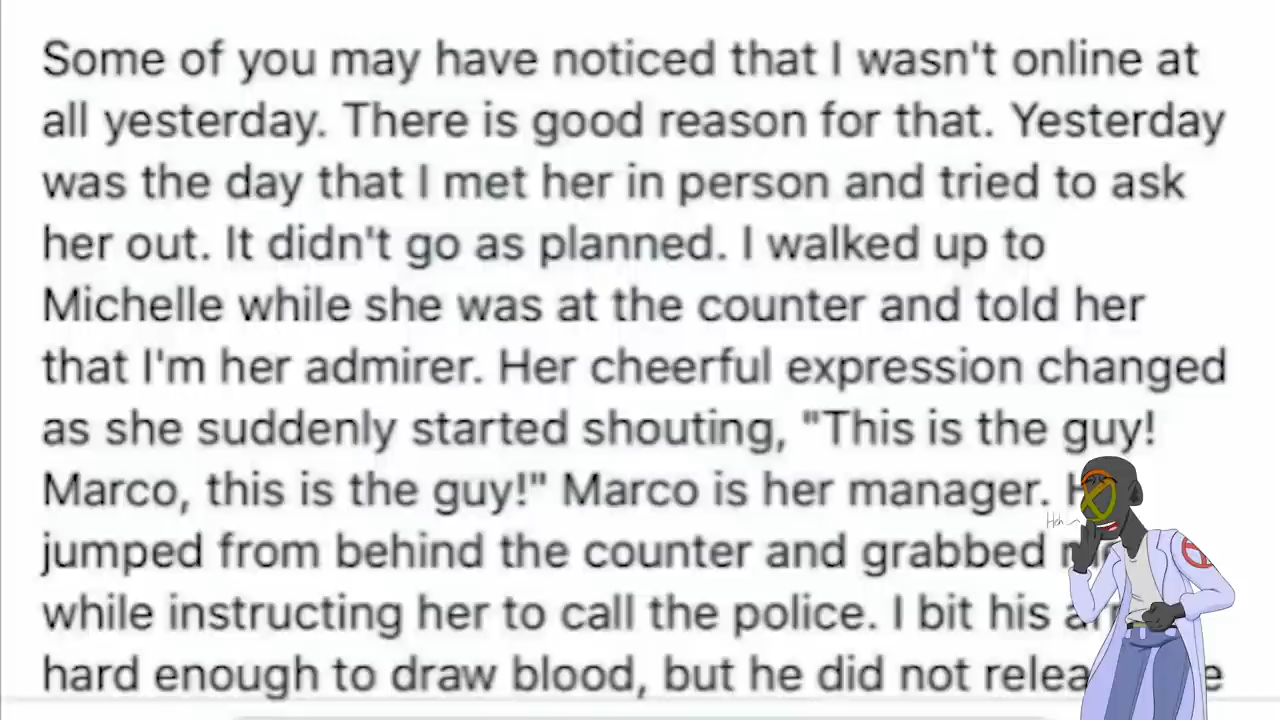 Some of you may have noticed that I wasn't online at
all yesterday. There is good reason for that. Yesterday
was the day that I met her in person and tried to ask
her out. It didn't go as planned. I walked up to
Michelle while she was at the counter and told her
that I'm her admirer. Her cheerful expression changed
as she suddenly started shouting, "This is the guy!
Marco, this is the guy!" Marco is her manager.
Heh
jumped from behind the counter and grabbed
while instructing her to call the police. I bit his
hard enough to draw blood, but he did not